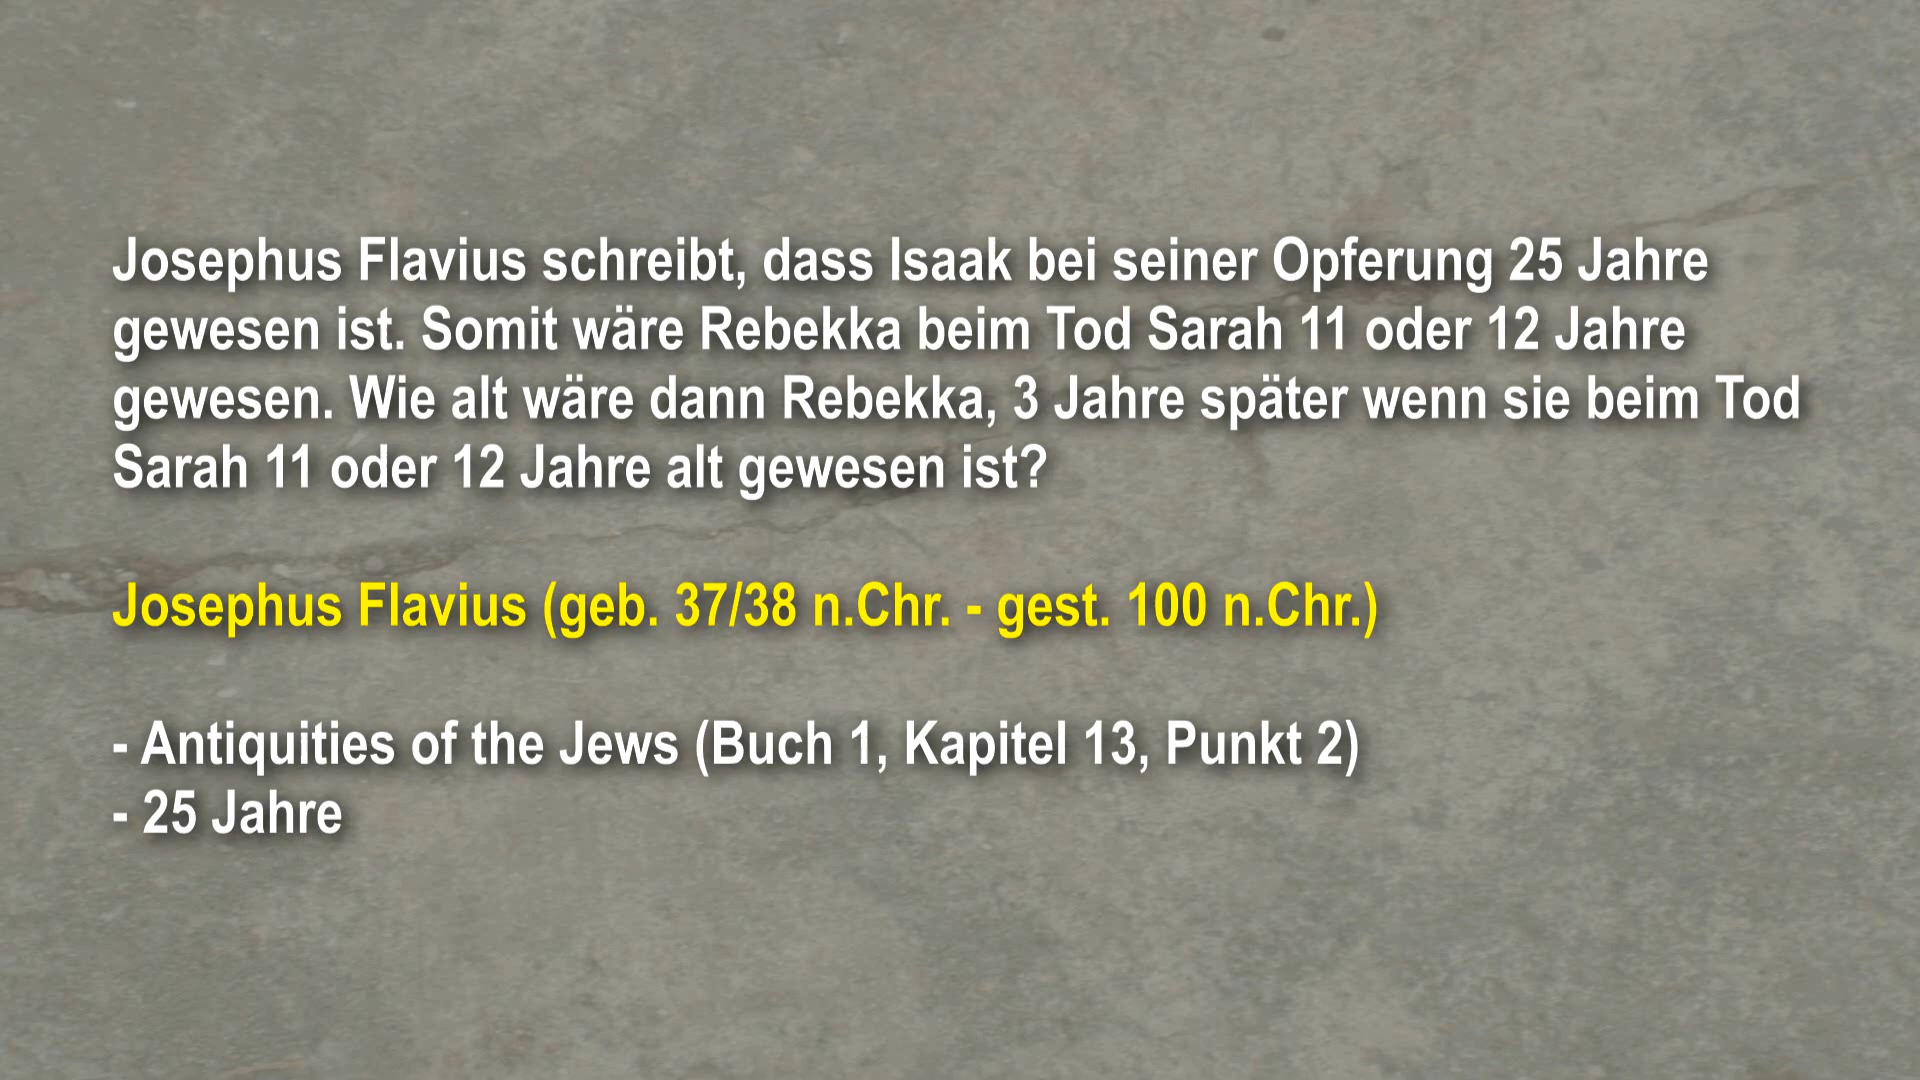 Josephus Flavius schreibt, dass Isaak bei seiner Opferung 25 Jahre
gewesen ist. Somit wäre Rebekka beim Tod Sarah 11 oder 12 Jahre
gewesen. Wie alt wäre dann Rebekka, 3 Jahre später wenn sie beim Tod
Sarah 11 oder 12 Jahre alt gewesen ist?
Josephus Flavius (geb. 37/38 n.Chr. - gest. 100 n.Chr.)
- Antiquities of the Jews (Buch 1, Kapitel 13, Punkt 2)
- 25 Jahre